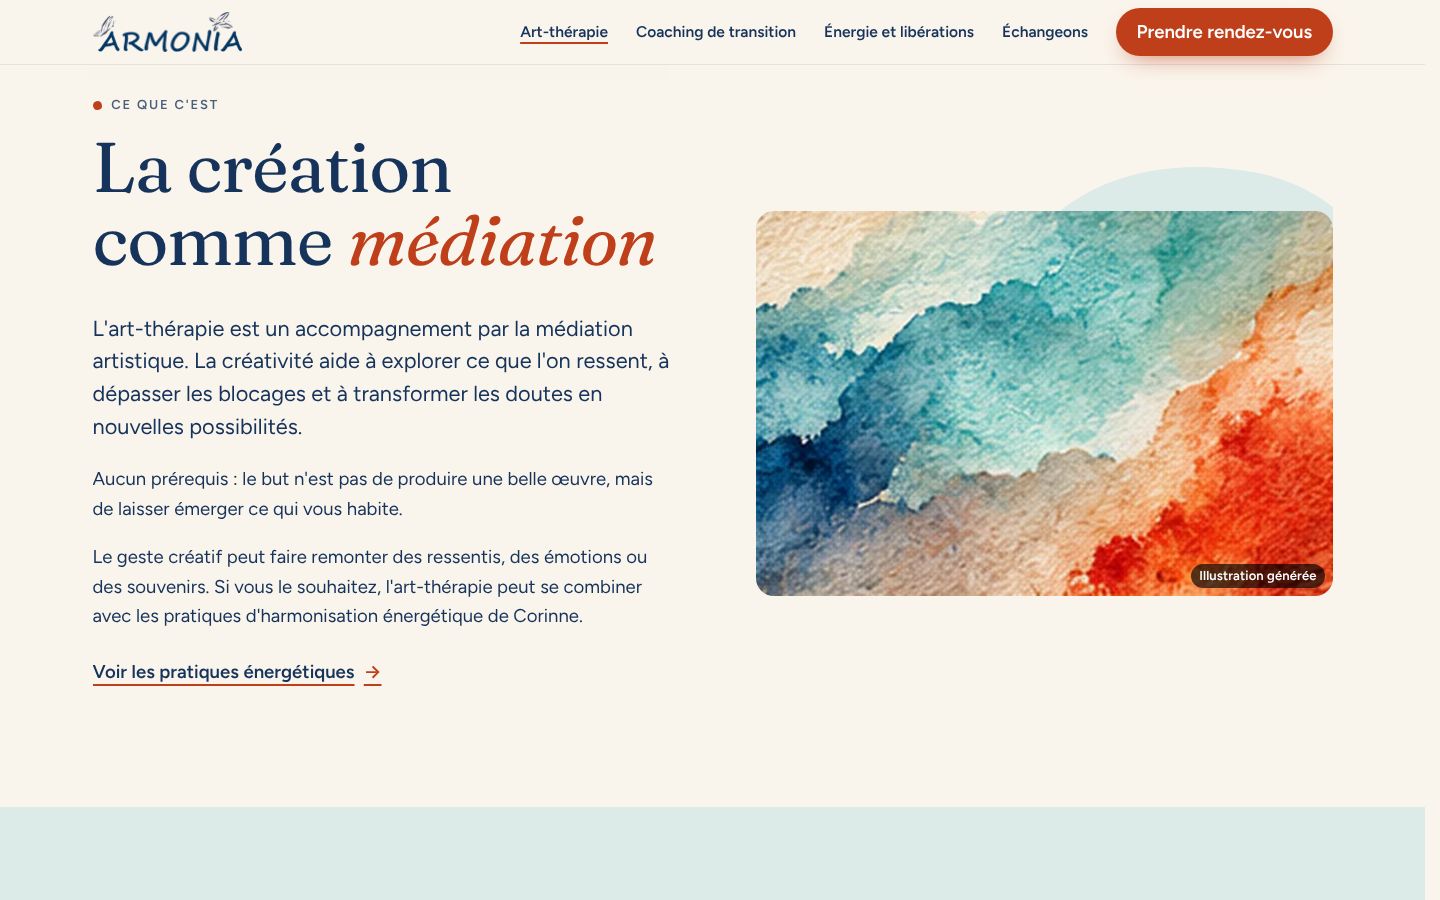 ARMONIA
Art-thérapie
Coaching de transition
Énergie et libérations
Échangeons
Prendre rendez-vous
CE QUE C'EST
La création
comme médiation
L'art-thérapie est un accompagnement par la médiation
artistique. La créativité aide à explorer ce que l'on ressent, à
dépasser les blocages et à transformer les doutes en
nouvelles possibilités.
Aucun prérequis : le but n'est pas de produire une belle œuvre, mais
de laisser émerger ce qui vous habite.
Le geste créatif peut faire remonter des ressentis, des émotions ou
des souvenirs. Si vous le souhaitez, l'art-thérapie peut se combiner
avec les pratiques d'harmonisation énergétique de Corinne.
Voir les pratiques énergétiques →
Illustration générée